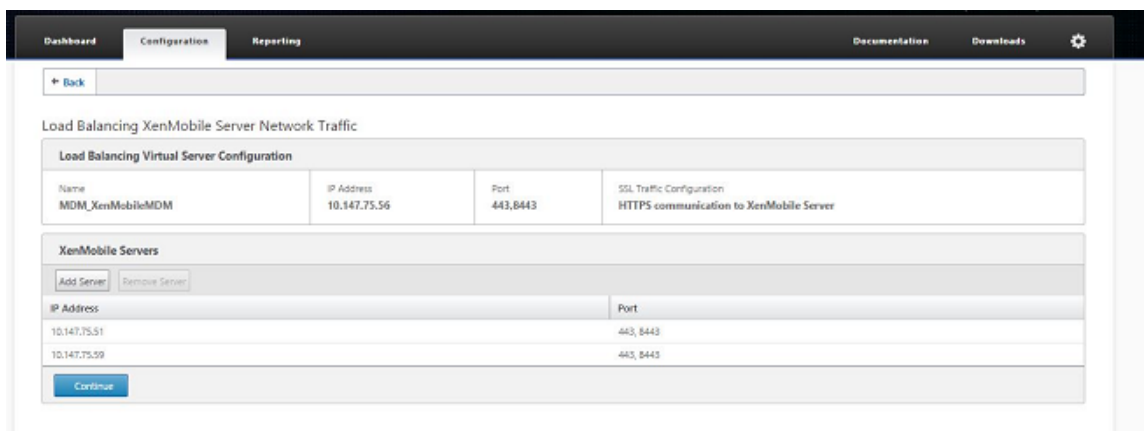 Dashboard Configuration Reporting Documentation Downloads
← Back
Load Balancing XenMobile Server Network Traffic
Load Balancing Virtual Server Configuration
Name IP Address Port SSL Traffic Configuration
MDM_XenMobileMDM 10.147.75.56 443,8443 HTTPS communication to XenMobile Server
XenMobile Servers
Add Server Remove Server
IP Address Port
10.147.75.51 443, 8443
10.147.75.59 443, 8443
Continue